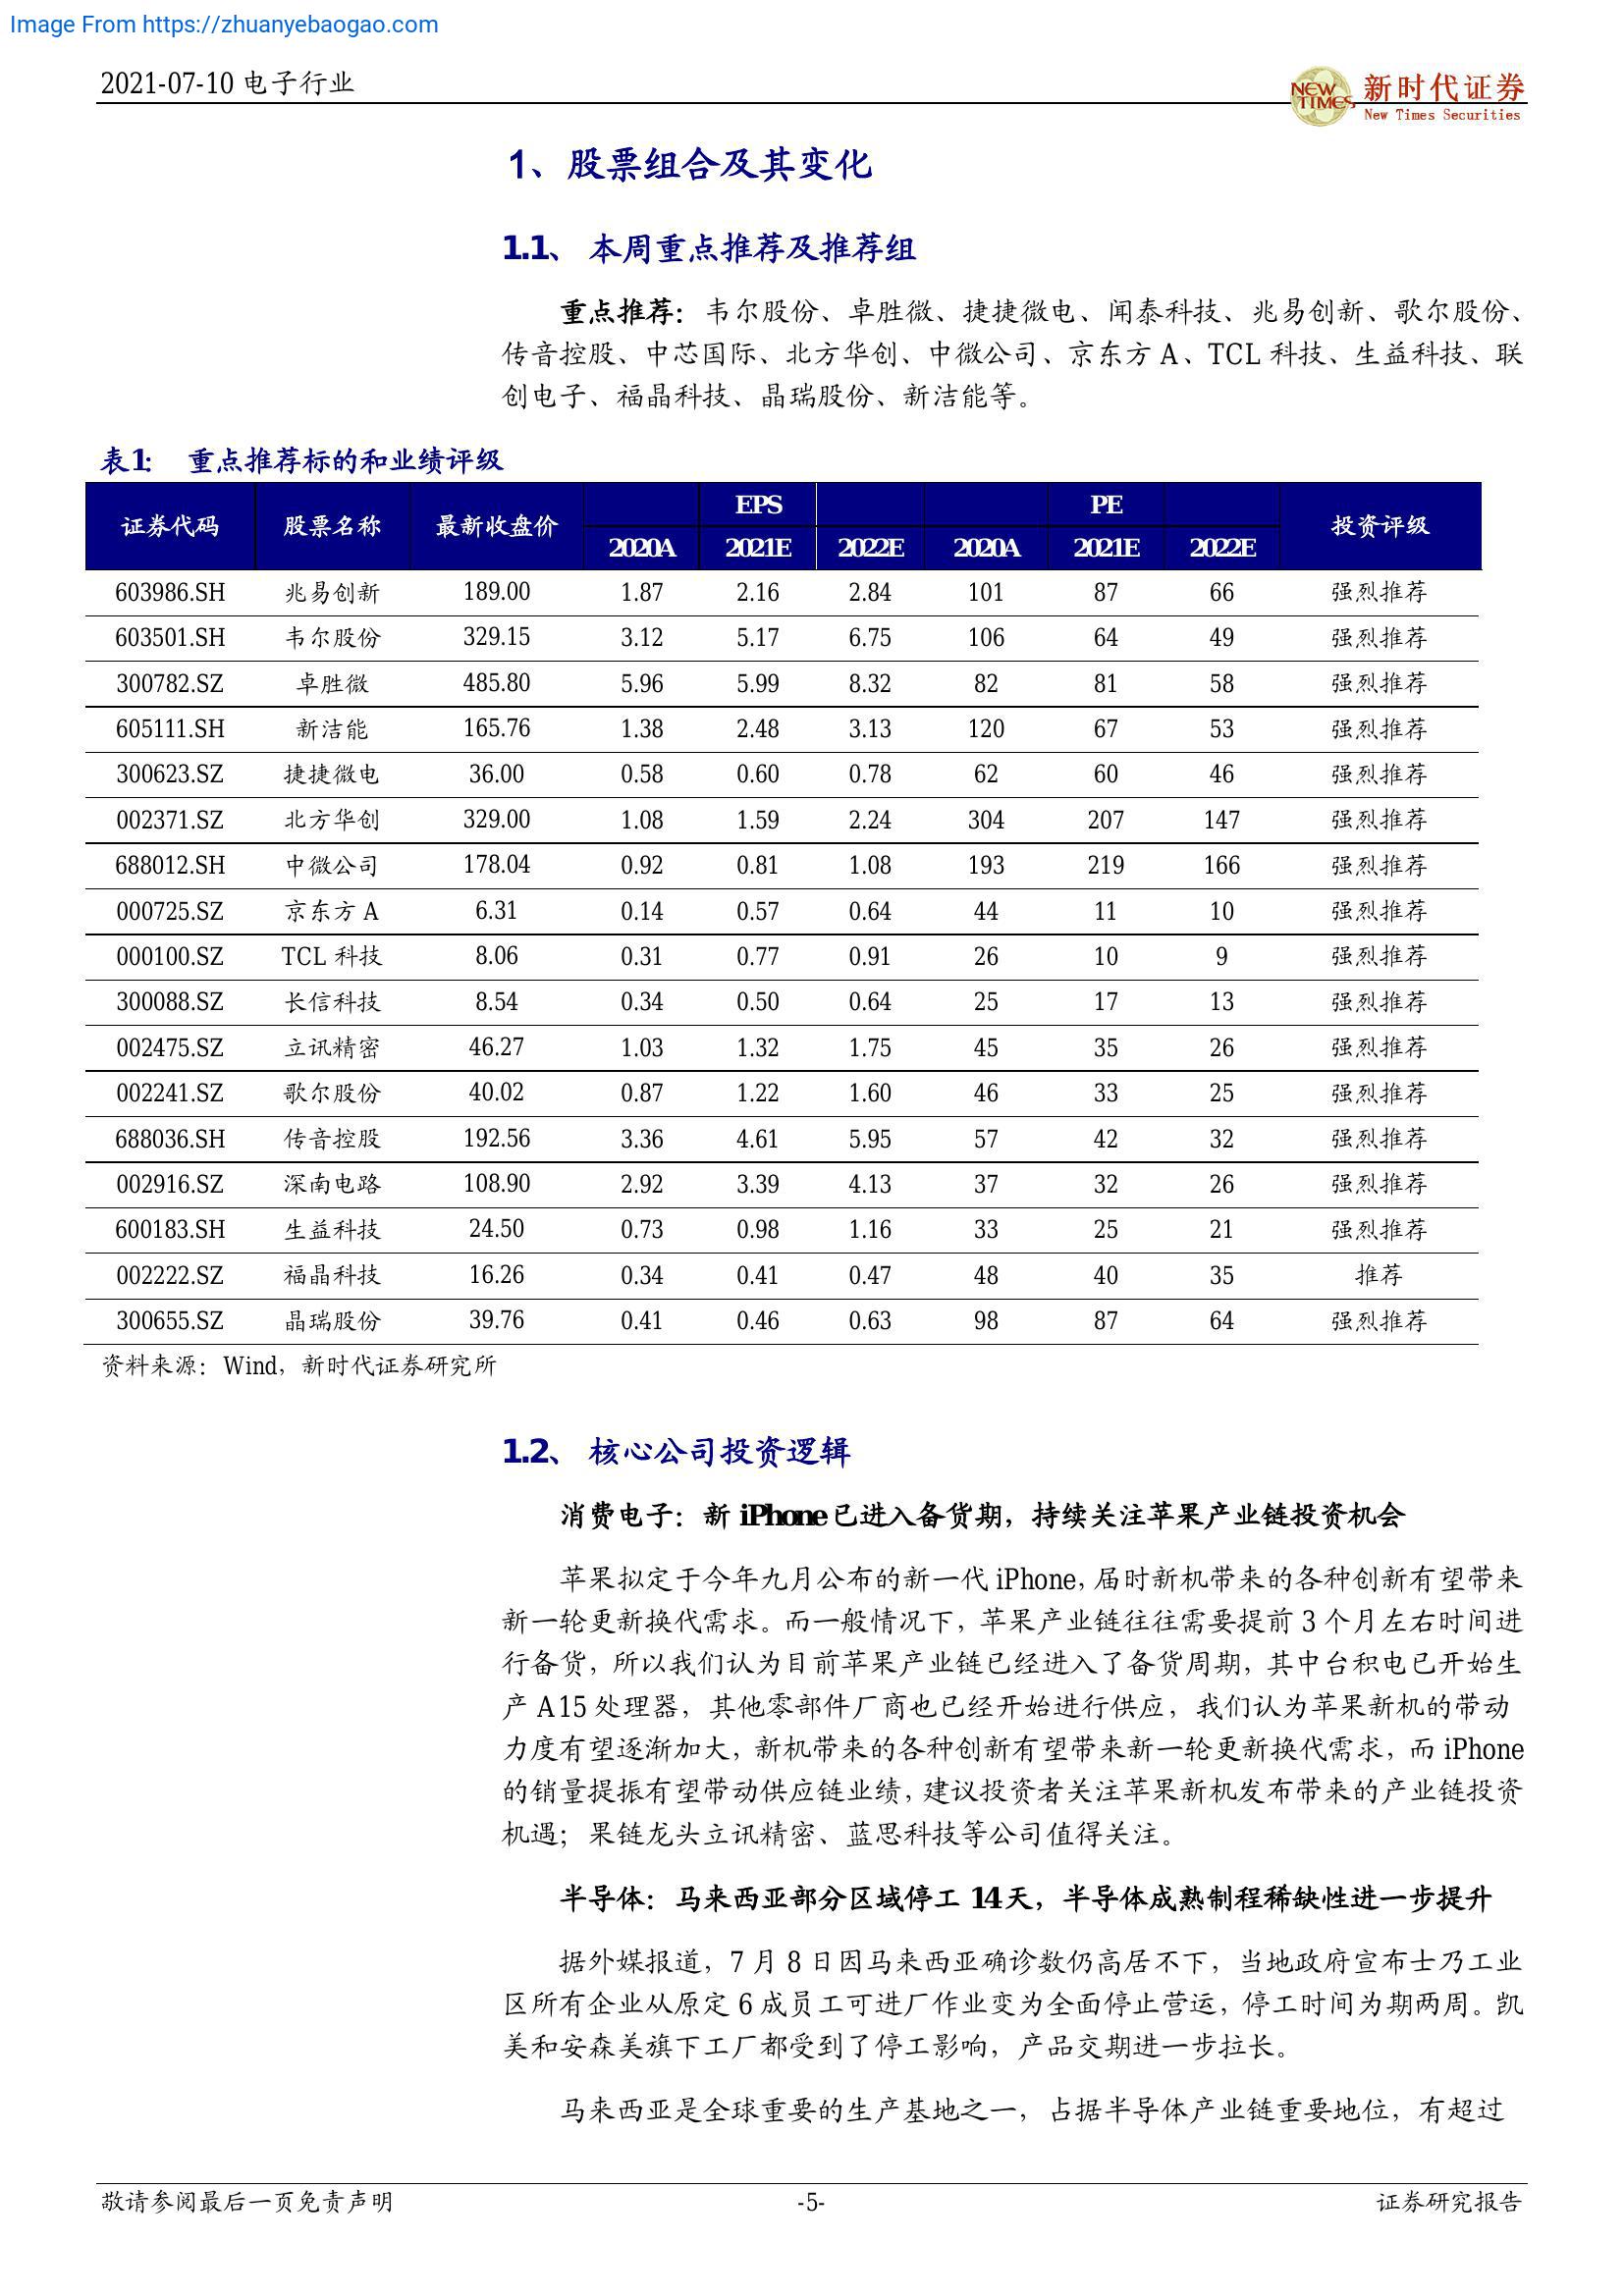 Image From https://zhuanyebaogao.com
2021-07-10 电子行业
NEW TIMES 新时代证券
New Times Securities
1、股票组合及其变化
1.1、 本周重点推荐及推荐组
重点推荐：韦尔股份、卓胜微、捷捷微电、闻泰科技、兆易创新、歌尔股份、
传音控股、中芯国际、北方华创、中微公司、京东方 A、TCL 科技、生益科技、联
创电子、福晶科技、晶瑞股份、新洁能等。
表1： 重点推荐标的和业绩评级
证券代码 股票名称 最新收盘价 EPS PE 投资评级
2020A 2021E 2022E 2020A 2021E 2022E
603986.SH 兆易创新 189.00 1.87 2.16 2.84 101 87 66 强烈推荐
603501.SH 韦尔股份 329.15 3.12 5.17 6.75 106 64 49 强烈推荐
300782.SZ 卓胜微 485.80 5.96 5.99 8.32 82 81 58 强烈推荐
605111.SH 新洁能 165.76 1.38 2.48 3.13 120 67 53 强烈推荐
300623.SZ 捷捷微电 36.00 0.58 0.60 0.78 62 60 46 强烈推荐
002371.SZ 北方华创 329.00 1.08 1.59 2.24 304 207 147 强烈推荐
688012.SH 中微公司 178.04 0.92 0.81 1.08 193 219 166 强烈推荐
000725.SZ 京东方 A 6.31 0.14 0.57 0.64 44 11 10 强烈推荐
000100.SZ TCL 科技 8.06 0.31 0.77 0.91 26 10 9 强烈推荐
300088.SZ 长信科技 8.54 0.34 0.50 0.64 25 17 13 强烈推荐
002475.SZ 立讯精密 46.27 1.03 1.32 1.75 45 35 26 强烈推荐
002241.SZ 歌尔股份 40.02 0.87 1.22 1.60 46 33 25 强烈推荐
688036.SH 传音控股 192.56 3.36 4.61 5.95 57 42 32 强烈推荐
002916.SZ 深南电路 108.90 2.92 3.39 4.13 37 32 26 强烈推荐
600183.SH 生益科技 24.50 0.73 0.98 1.16 33 25 21 强烈推荐
002222.SZ 福晶科技 16.26 0.34 0.41 0.47 48 40 35 推荐
300655.SZ 晶瑞股份 39.76 0.41 0.46 0.63 98 87 64 强烈推荐
资料来源：Wind，新时代证券研究所
1.2、 核心公司投资逻辑
消费电子：新 iPhone 已进入备货期，持续关注苹果产业链投资机会
苹果拟定于今年九月公布的新一代 iPhone，届时新机带来的各种创新有望带来
新一轮更新换代需求。而一般情况下，苹果产业链往往需要提前 3 个月左右时间进
行备货，所以我们认为目前苹果产业链已经进入了备货周期，其中台积电已开始生
产 A15 处理器，其他零部件厂商也已经开始进行供应，我们认为苹果新机的带动
力度有望逐渐加大，新机带来的各种创新有望带来新一轮更新换代需求，而 iPhone
的销量提振有望带动供应链业绩，建议投资者关注苹果新机发布带来的产业链投资
机遇；果链龙头立讯精密、蓝思科技等公司值得关注。
半导体：马来西亚部分区域停工 14 天，半导体成熟制程稀缺性进一步提升
据外媒报道，7 月 8 日因马来西亚确诊数仍高居不下，当地政府宣布士乃工业
区所有企业从原定 6 成员工可进厂作业变为全面停止营运，停工时间为期两周。凯
美和安森美旗下工厂都受到了停工影响，产品交期进一步拉长。
马来西亚是全球重要的生产基地之一，占据半导体产业链重要地位，有超过
敬请参阅最后一页免责声明 -5- 证券研究报告